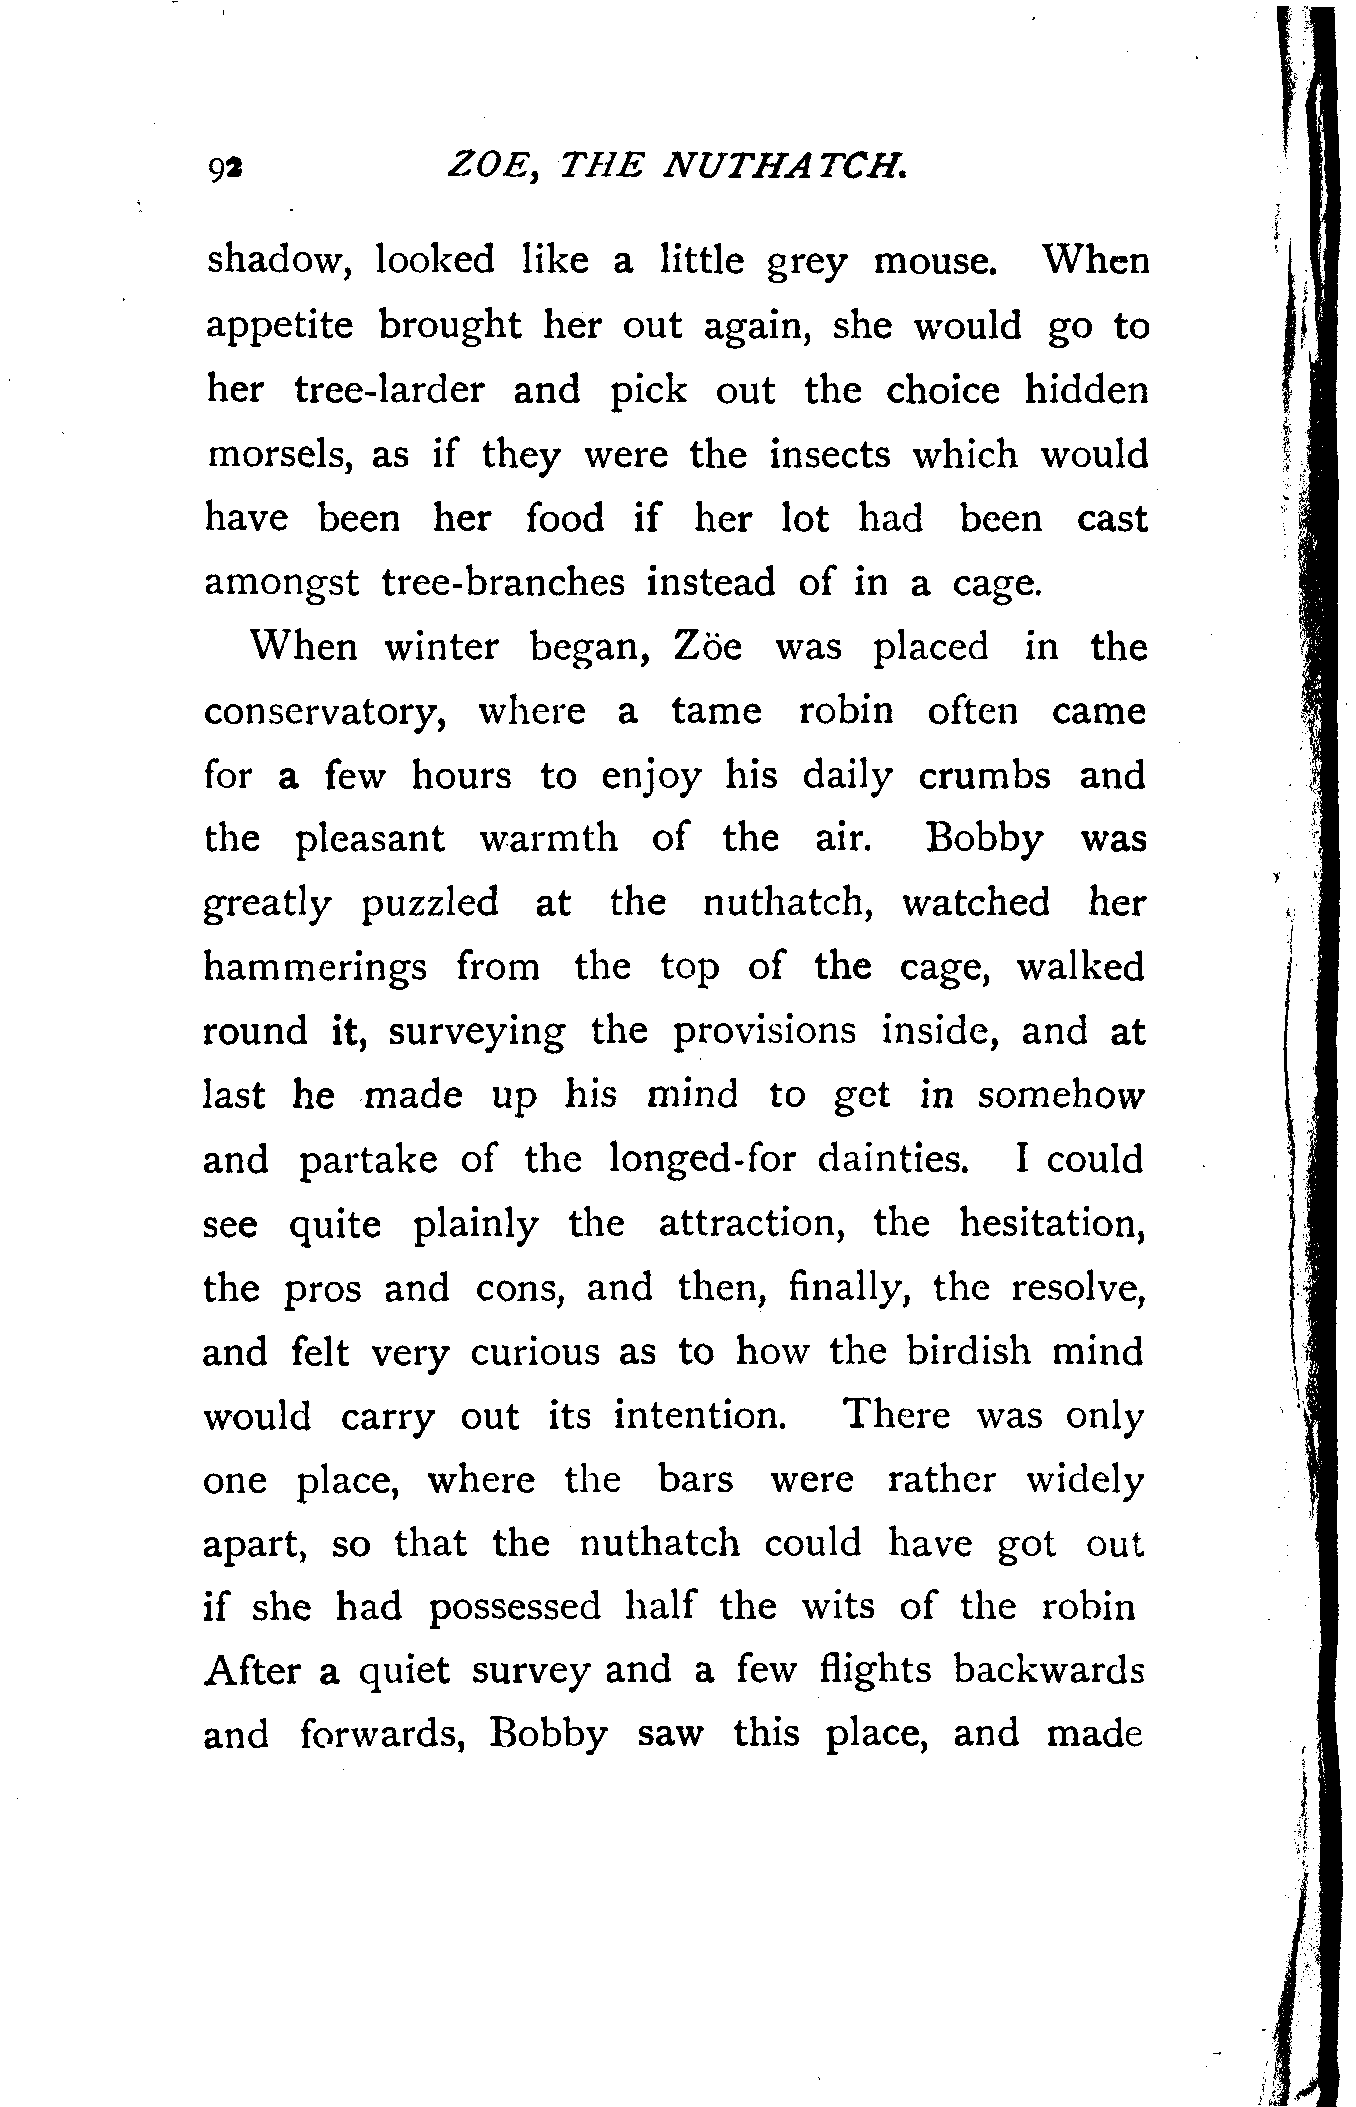 92 ZOE, THE NUTHATCH.
shadow, looked like a little grey mouse. When
appetite brought her out again, she would go to
her tree-larder and pick out the choice hidden
morsels, as if they were the insects which would
have been her food if her lot had been cast
amongst tree-branches instead of in a cage.
When winter began, Zöe was placed in the
conservatory, where a tame robin often came
for a few hours to enjoy his daily crumbs and
the pleasant warmth of the air. Bobby was
greatly puzzled at the nuthatch, watched her
hammerings from the top of the cage, walked
round it, surveying the provisions inside, and at
last he made up his mind to get in somehow
and partake of the longed-for dainties. I could
see quite plainly the attraction, the hesitation,
the pros and cons, and then, finally, the resolve,
and felt very curious as to how the birdish mind
would carry out its intention. There was only
one place, where the bars were rather widely
apart, so that the nuthatch could have got out
if she had possessed half the wits of the robin
After a quiet survey and a few flights backwards
and forwards, Bobby saw this place, and made